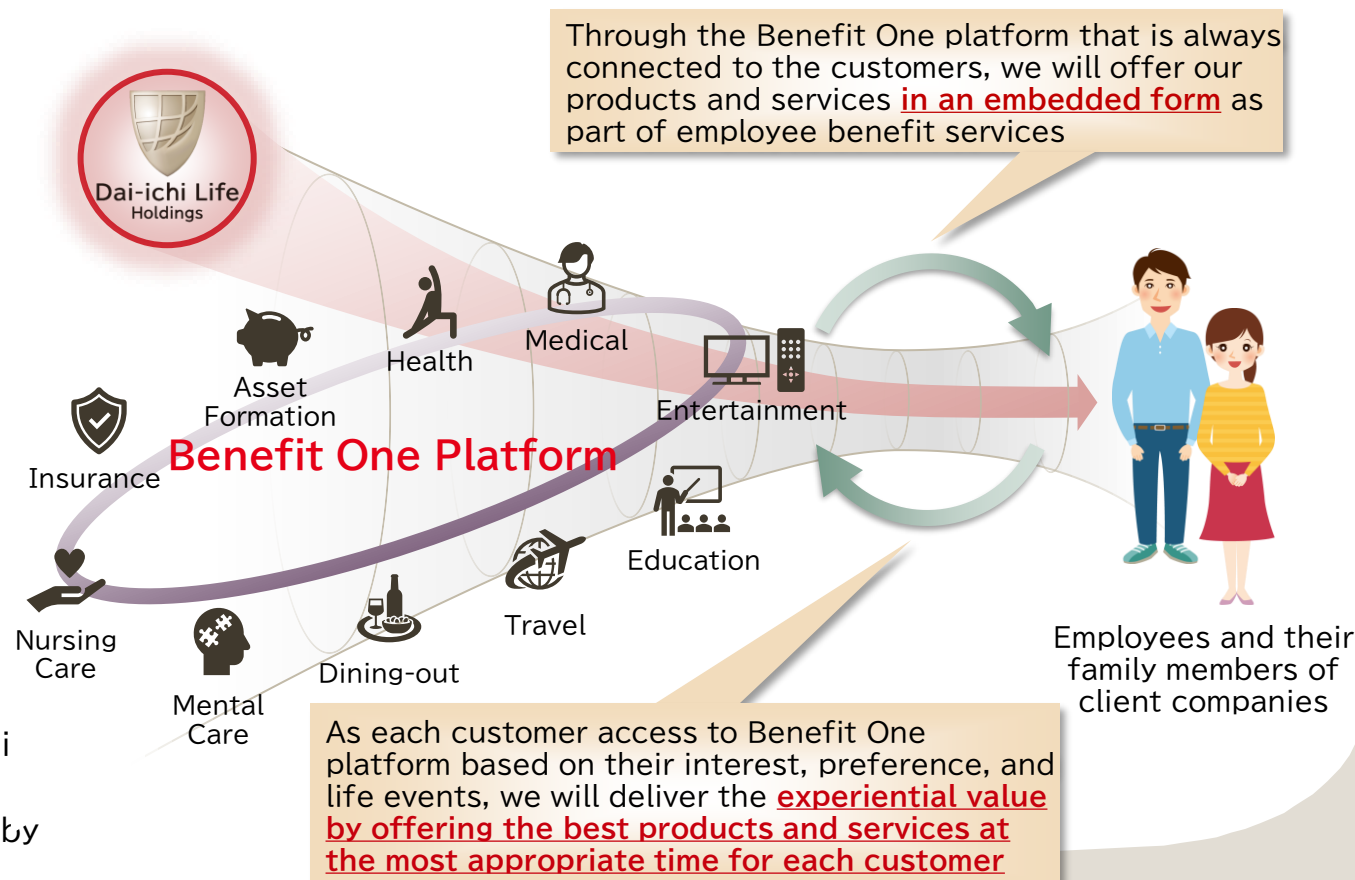 Through the Benefit One platform that is always
connected to the customers, we will offer our
products and services in an embedded form as
part of employee benefit services
Dai-ichi Life
Holdings
Medical
Health
Asset
Formation
Entertainment
Benefit One Platform
Insurance
Education
Travel
Nursing
Care
Dining-out
Mental
Care
Employees and their
family members of
client companies
As each customer access to Benefit One
platform based on their interest, preference, and
life events, we will deliver the experiential value
by offering the best products and services at
the most appropriate time for each customer
i
by